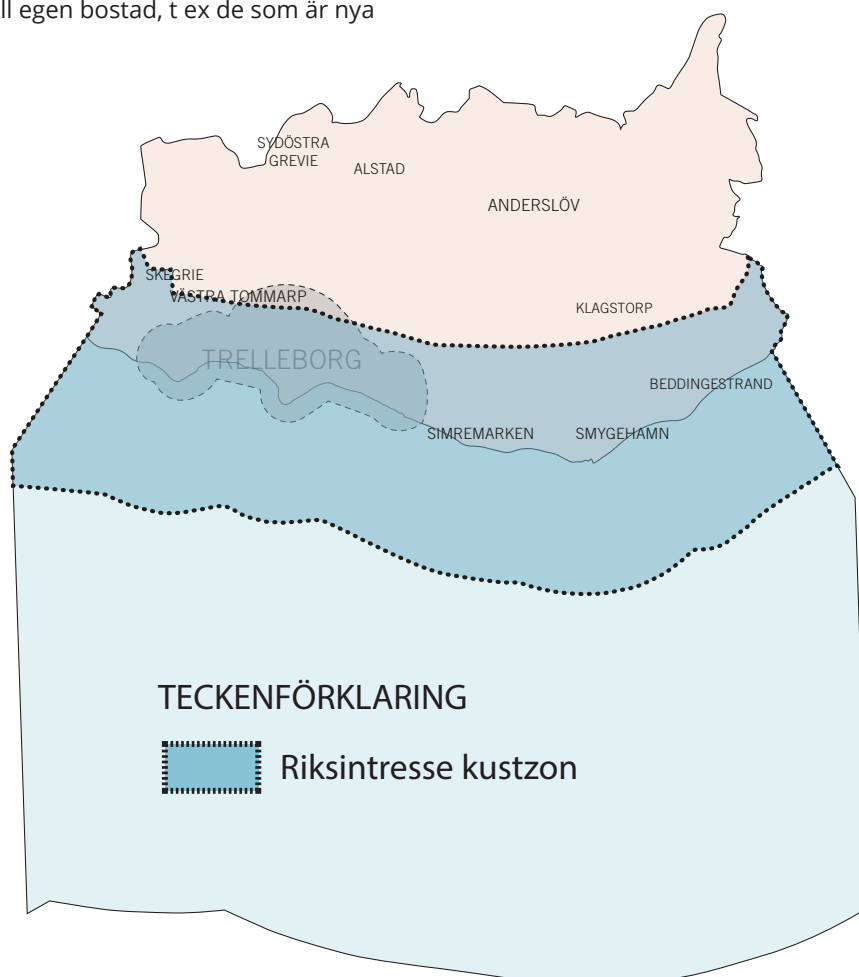 ll egen bostad, t ex de som är nya
SYDÖSTRA
GREVIE
ALSTAD
ANDERSLÖV
SKEGRIE
VÄSTRA TOMMARP
KLAGSTORP
TRELLEBORG
BEDDINGESTRAND
SIMREMARKEN
SMYGEHAMN
TECKENFÖRKLARING
Riksintresse kustzon